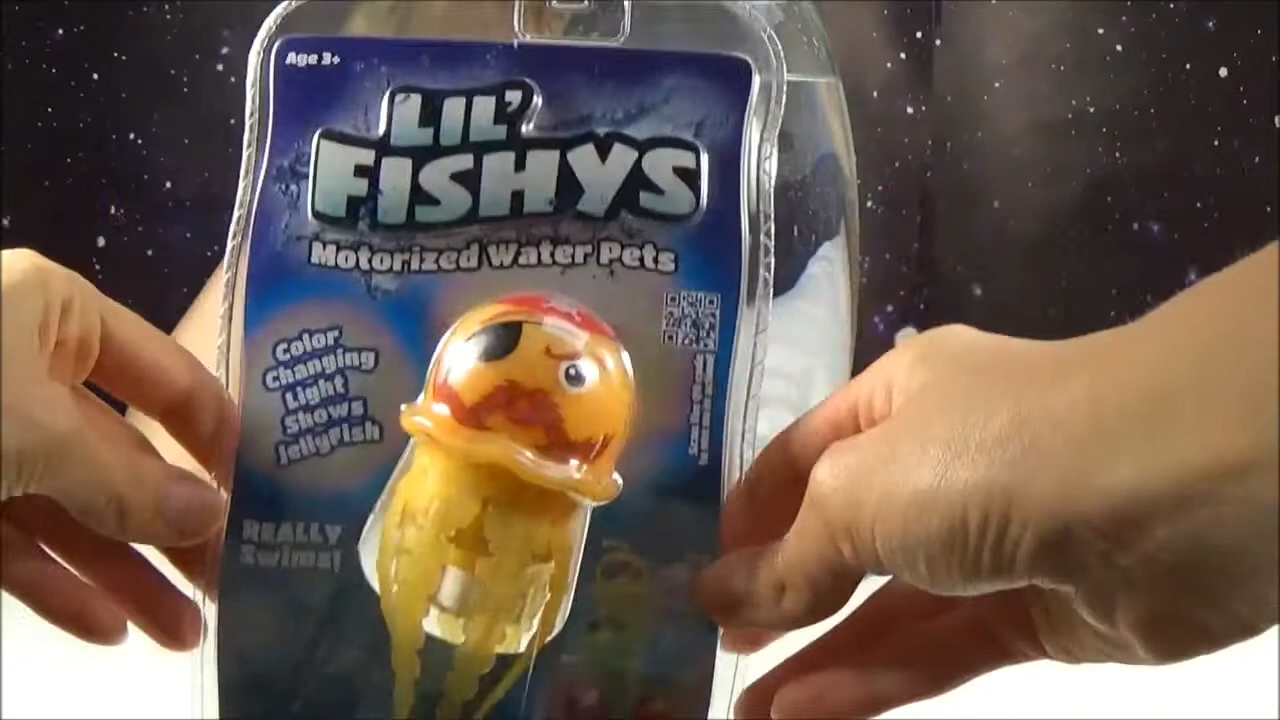 Age 3+
LIL'
FISHYS
Motorized Water Pets
Color
Changing
Light
Shows
Jellyfish
REALLY
Swims!